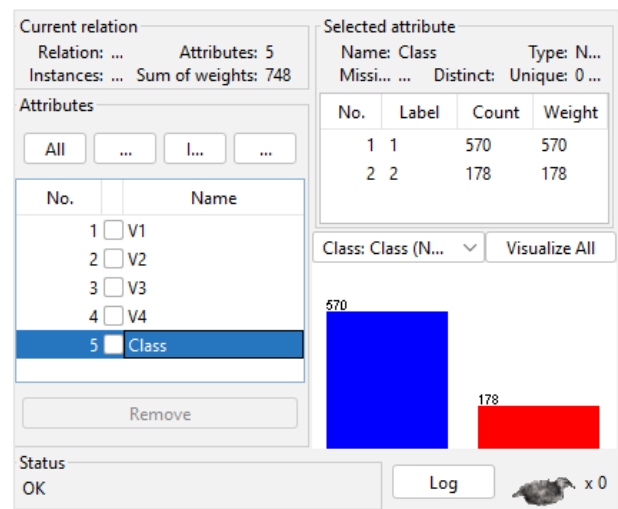 Current relation
Relation: ... Attributes: 5
Instances: ... Sum of weights: 748
Attributes
All ... I... ...
No. Name
1 V1
2 V2
3 V3
4 V4
5 Class
Remove
Status
OK
Selected attribute
Name: Class Type: N...
Missi... ... Distinct: Unique: 0 ...
No. Label Count Weight
1 1 570 570
2 2 178 178
Class: Class (N... Visualize All
570
178
Log x 0